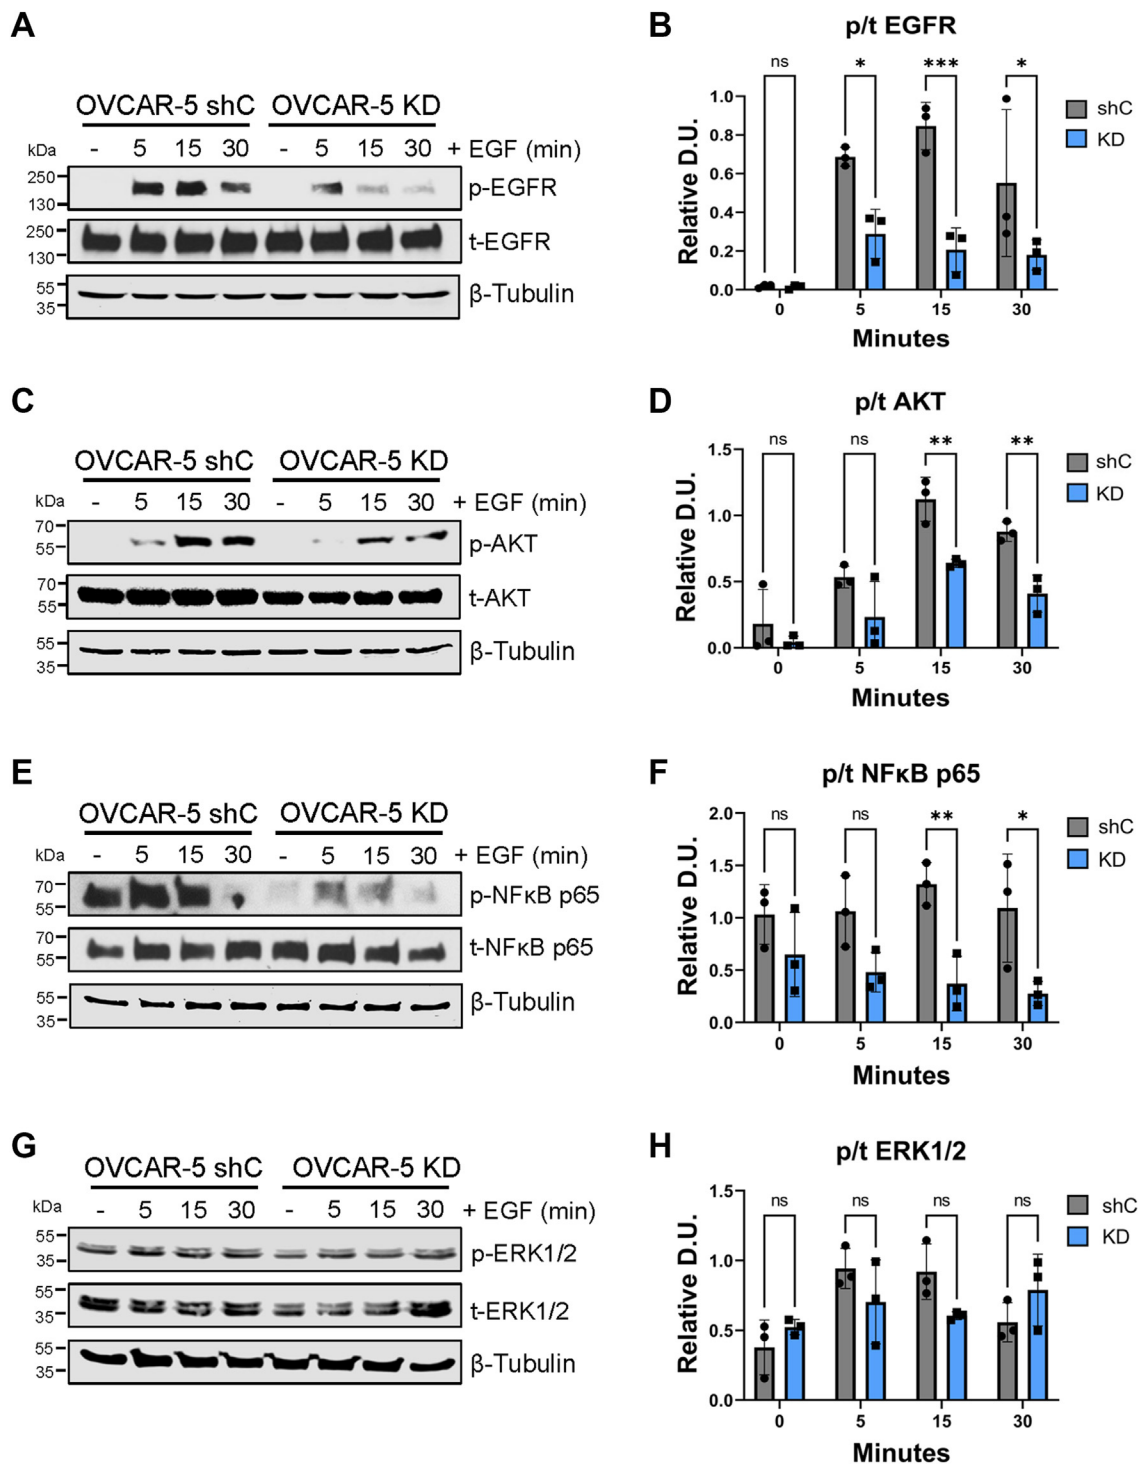 A
OVCAR-5 shC OVCAR-5 KD
kDa - 5 15 30 - 5 15 30 + EGF (min)
250
130
p-EGFR
250
130
t-EGFR
55
35
β-Tubulin
B
p/t EGFR
ns * *** *
shC
KD
Relative D.U.
1.0
0.8
0.6
0.4
0.2
0.0
0 5 15 30
Minutes
C
OVCAR-5 shC OVCAR-5 KD
kDa - 5 15 30 - 5 15 30 + EGF (min)
70
55
p-AKT
70
55
t-AKT
55
35
β-Tubulin
D
p/t AKT
ns ns ** **
shC
KD
Relative D.U.
1.5
1.0
0.5
0.0
0 5 15 30
Minutes
E
OVCAR-5 shC OVCAR-5 KD
kDa - 5 15 30 - 5 15 30 + EGF (min)
70
55
p-NFκB p65
70
55
t-NFκB p65
55
35
β-Tubulin
F
p/t NFκB p65
ns ns ** *
shC
KD
Relative D.U.
2.0
1.5
1.0
0.5
0.0
0 5 15 30
Minutes
G
OVCAR-5 shC OVCAR-5 KD
kDa - 5 15 30 - 5 15 30 + EGF (min)
55
35
p-ERK1/2
55
35
t-ERK1/2
55
35
β-Tubulin
H
p/t ERK1/2
ns ns ns ns
shC
KD
Relative D.U.
1.5
1.0
0.5
0.0
0 5 15 30
Minutes